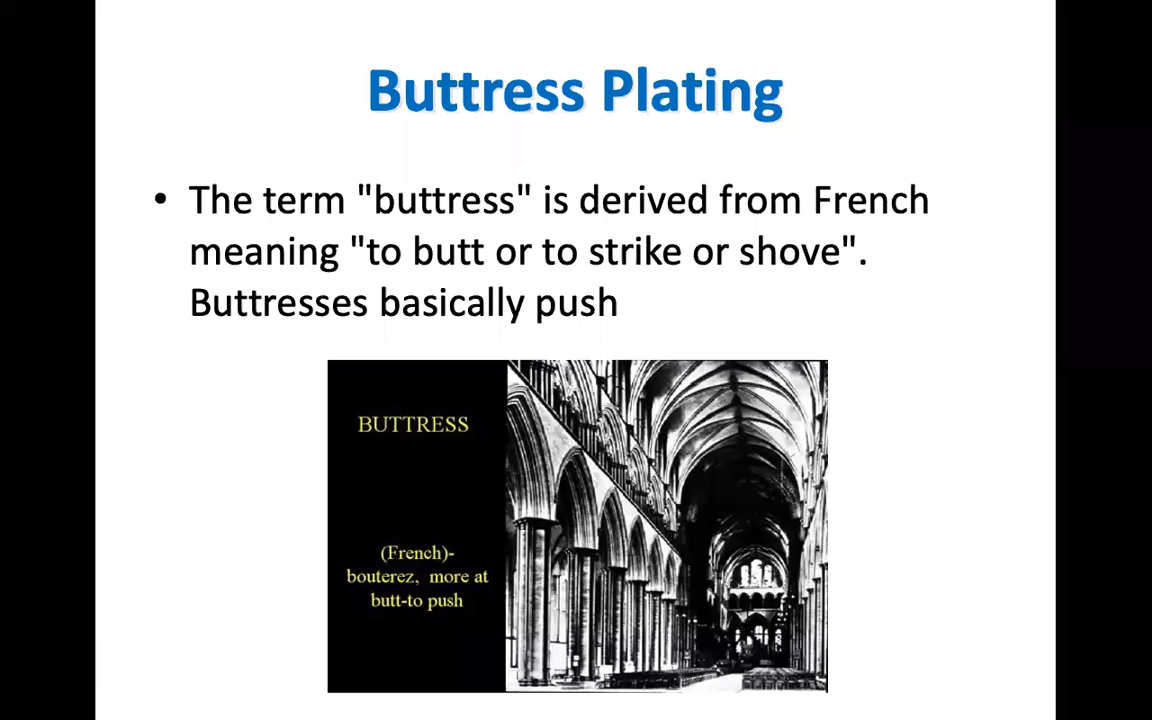 Buttress Plating
• The term "buttress" is derived from French
meaning "to butt or to strike or shove".
Buttresses basically push
BUTTRESS
(French)-
bouterez, more at
butt-to push